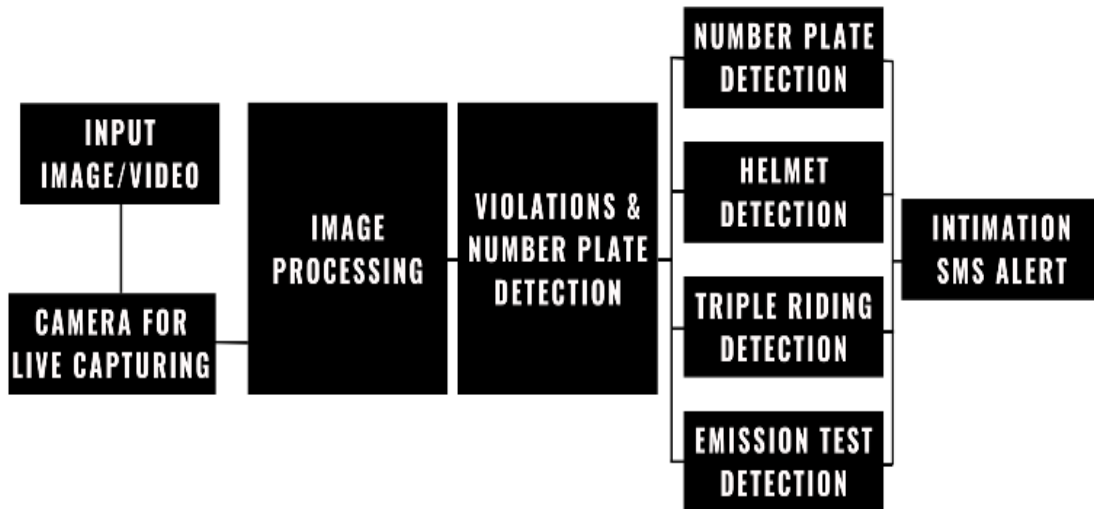 INPUT
IMAGE/VIDEO
CAMERA FOR
LIVE CAPTURING
IMAGE
PROCESSING
VIOLATIONS &
NUMBER PLATE
DETECTION
NUMBER PLATE
DETECTION
HELMET
DETECTION
TRIPLE RIDING
DETECTION
EMISSION TEST
DETECTION
INTIMATION
SMS ALERT